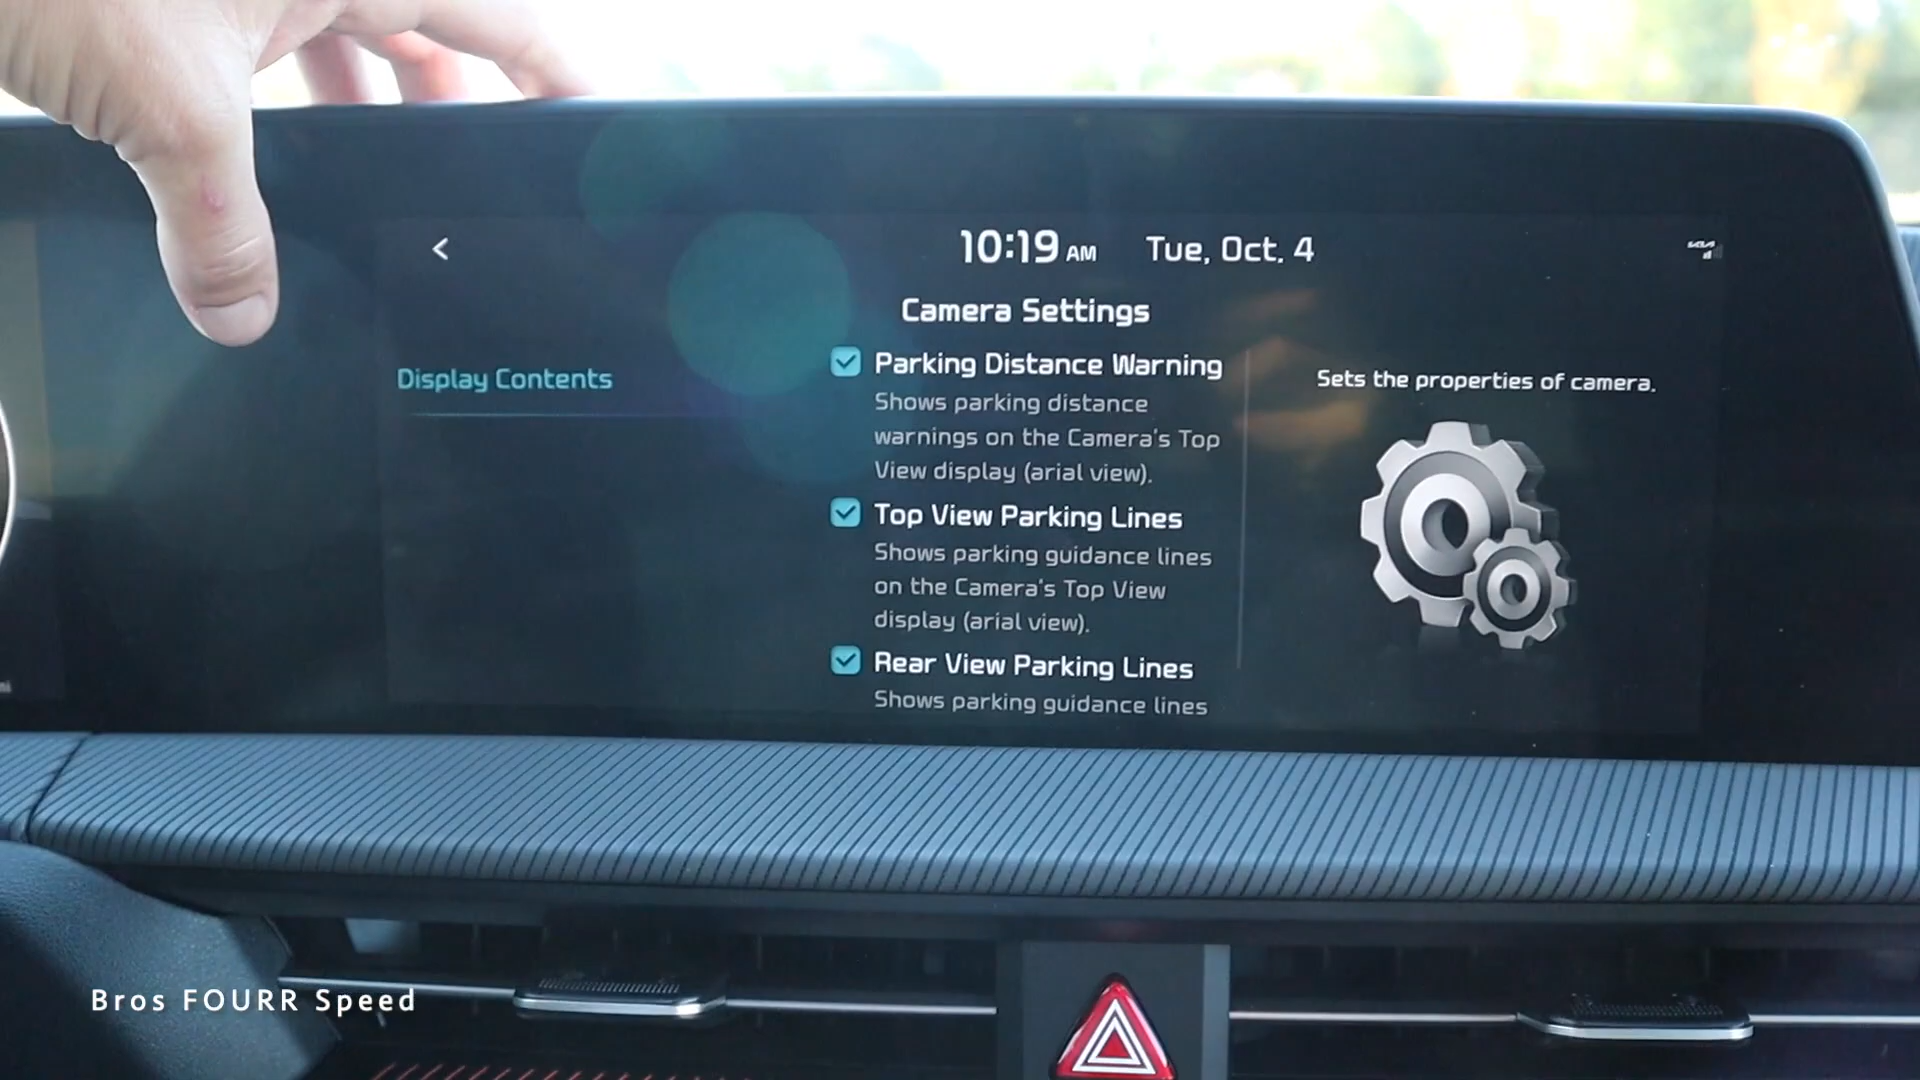 10:19 AM Tue, Oct. 4
KIA
Camera Settings
Display Contents
Parking Distance Warning
Shows parking distance
warnings on the Camera's Top
View display (arial view).
Top View Parking Lines
Shows parking guidance lines
on the Camera's Top View
display (arial view).
Rear View Parking Lines
Shows parking guidance lines
Sets the properties of camera.
mi
Bros FOURR Speed